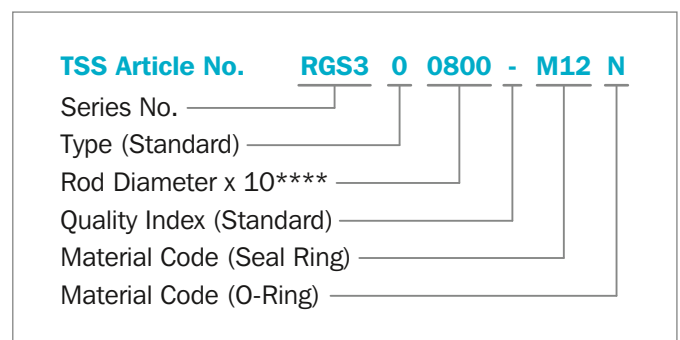 TSS Article No. RGS3 0 0800 - M12 N
Series No.
Type (Standard)
Rod Diameter x 10****
Quality Index (Standard)
Material Code (Seal Ring)
Material Code (O-Ring)